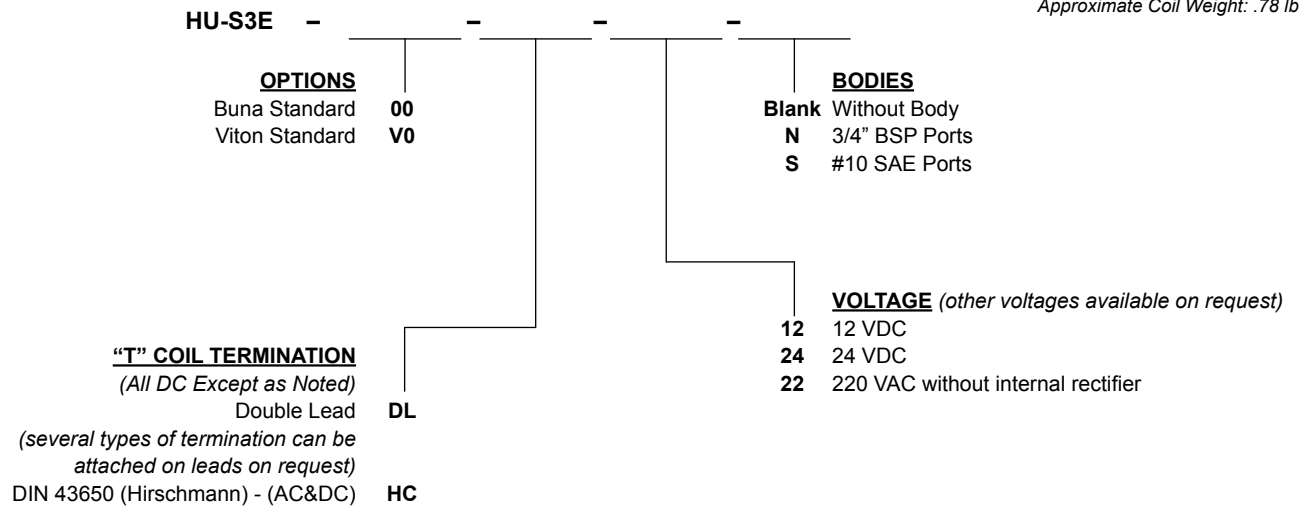 Approximate Coil Weight: .78 lb
HU-S3E – – – –
OPTIONS
Buna Standard 00
Viton Standard V0
BODIES
Blank Without Body
N 3/4” BSP Ports
S #10 SAE Ports
VOLTAGE (other voltages available on request)
12 12 VDC
24 24 VDC
22 220 VAC without internal rectifier
“T” COIL TERMINATION
(All DC Except as Noted)
Double Lead DL
(several types of termination can be
attached on leads on request)
DIN 43650 (Hirschmann) - (AC&DC) HC